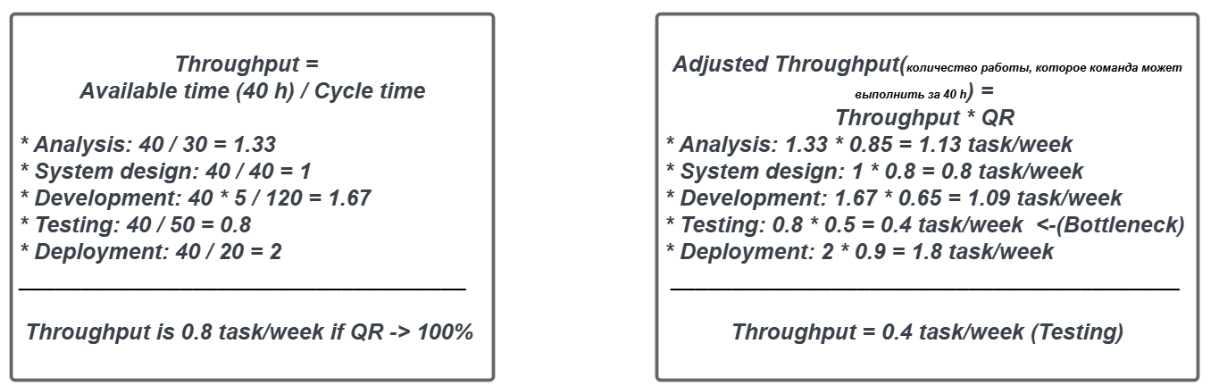 Throughput =
Available time (40 h) / Cycle time
* Analysis: 40 / 30 = 1.33
* System design: 40 / 40 = 1
* Development: 40 * 5 / 120 = 1.67
* Testing: 40 / 50 = 0.8
* Deployment: 40 / 20 = 2
Throughput is 0.8 task/week if QR -> 100%
Adjusted Throughput(количество работы, которое команда может
выполнить за 40 h) =
Throughput * QR
* Analysis: 1.33 * 0.85 = 1.13 task/week
* System design: 1 * 0.8 = 0.8 task/week
* Development: 1.67 * 0.65 = 1.09 task/week
* Testing: 0.8 * 0.5 = 0.4 task/week <-(Bottleneck)
* Deployment: 2 * 0.9 = 1.8 task/week
Throughput = 0.4 task/week (Testing)